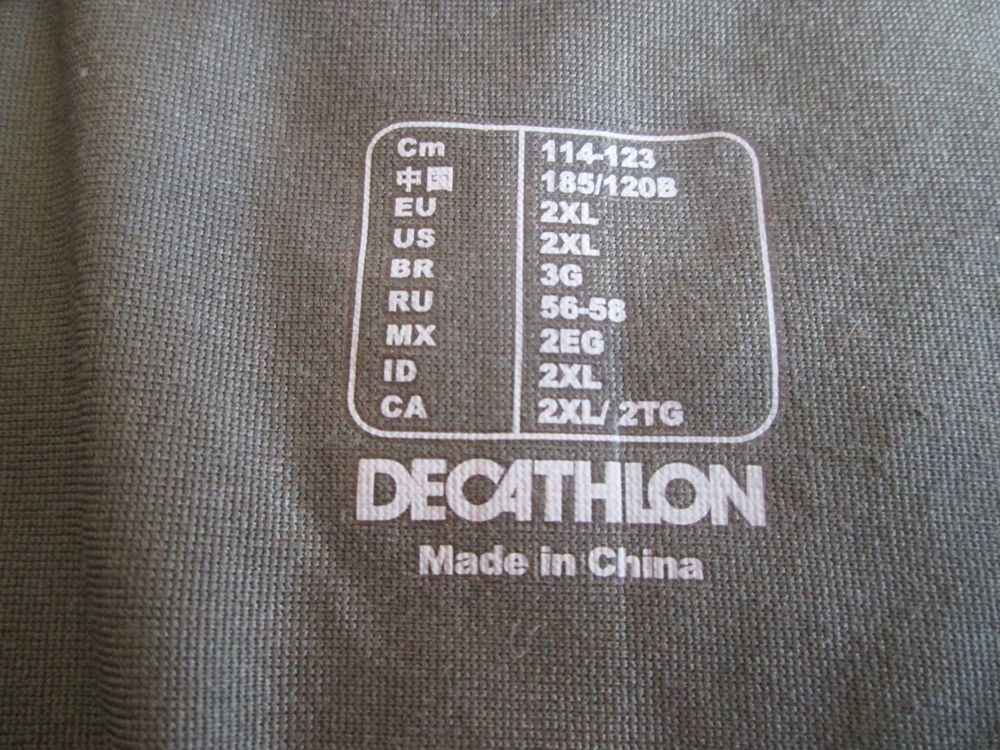 Cm 114-123
中国 185/120B
EU 2XL
US 2XL
BR 3G
RU 56-58
MX 2EG
ID 2XL
CA 2XL/ 2TG
DECATHLON
Made in China